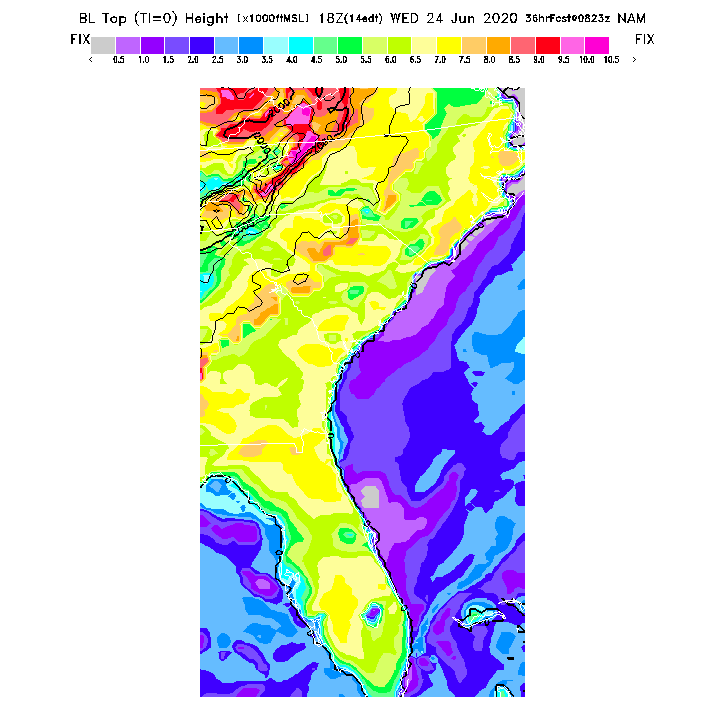 BL Top (TI=0) Height [x1000ftMSL] 18Z(14edt) WED 24 Jun 2020 36hrFcst@0823z NAM
FIX FIX
< 0.5 1.0 1.5 2.0 2.5 3.0 3.5 4.0 4.5 5.0 5.5 6.0 6.5 7.0 7.5 8.0 8.5 9.0 9.5 10.0 10.5 >
2000
2000